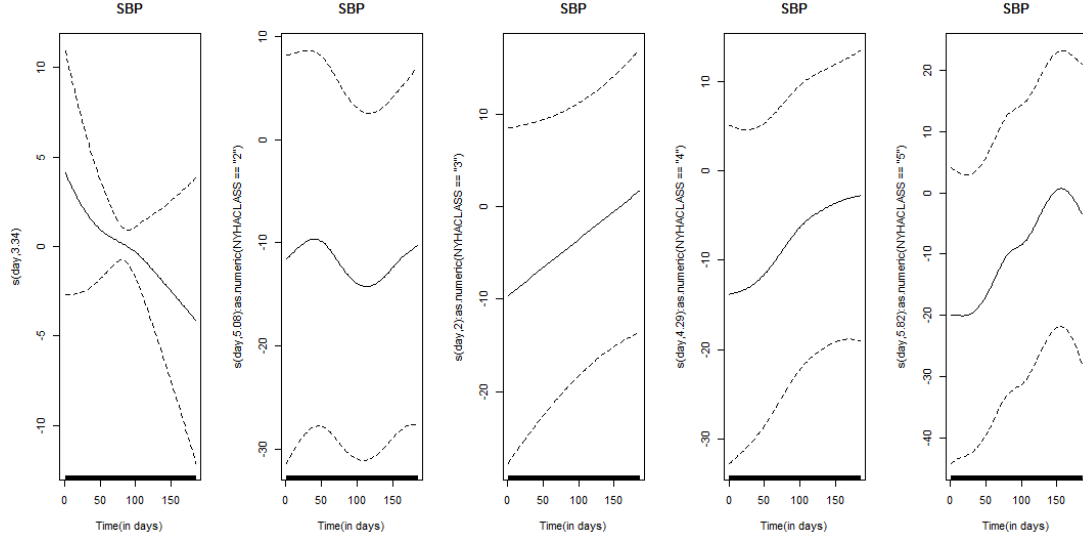 SBP
s(day,3.34)
10
5
0
-5
-10
0 50 100 150
Time(in days)
SBP
s(day,5.08):as.numeric(NYHACLASS == "2")
10
0
-10
-20
-30
0 50 100 150
Time(in days)
SBP
s(day,2):as.numeric(NYHACLASS == "3")
10
0
-10
-20
0 50 100 150
Time(in days)
SBP
s(day,4.29):as.numeric(NYHACLASS == "4")
10
0
-10
-20
-30
0 50 100 150
Time(in days)
SBP
s(day,5.82):as.numeric(NYHACLASS == "5")
20
10
0
-10
-20
-30
-40
0 50 100 150
Time(in days)